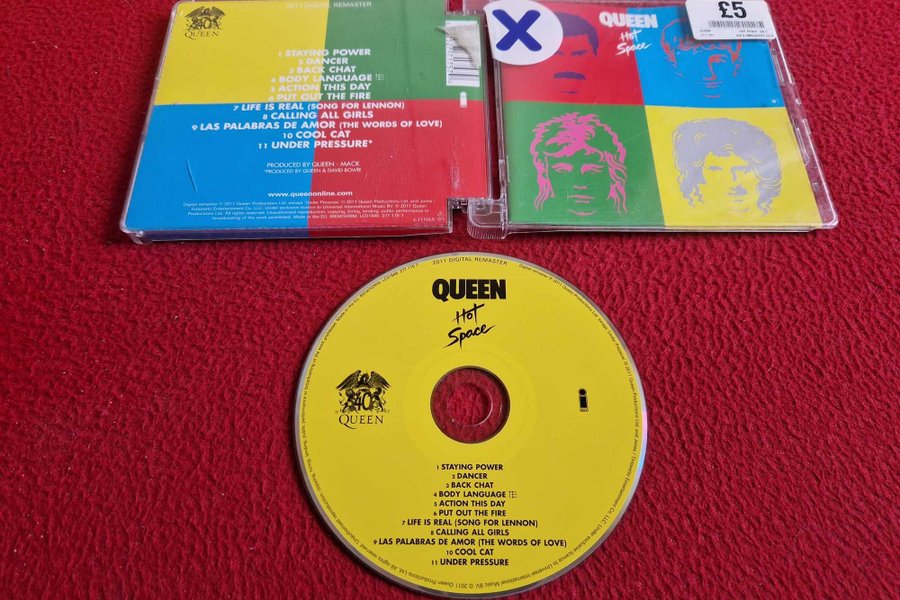 40
QUEEN
2011 DIGITAL REMASTER
1 STAYING POWER
2 DANCER
3 BACK CHAT
4 BODY LANGUAGE
5 ACTION THIS DAY
6 PUT OUT THE FIRE
7 LIFE IS REAL (SONG FOR LENNON)
8 CALLING ALL GIRLS
9 LAS PALABRAS DE AMOR (THE WORDS OF LOVE)
10 COOL CAT
11 UNDER PRESSURE*
PRODUCED BY QUEEN - MACK
*PRODUCED BY QUEEN & DAVID BOWIE
www.queenonline.com
X
QUEEN
Hot
Space
£5
2011 DIGITAL REMASTER
QUEEN
Hot
Space
40
QUEEN
1 STAYING POWER
2 DANCER
3 BACK CHAT
4 BODY LANGUAGE
5 ACTION THIS DAY
6 PUT OUT THE FIRE
7 LIFE IS REAL (SONG FOR LENNON)
8 CALLING ALL GIRLS
9 LAS PALABRAS DE AMOR (THE WORDS OF LOVE)
10 COOL CAT
11 UNDER PRESSURE